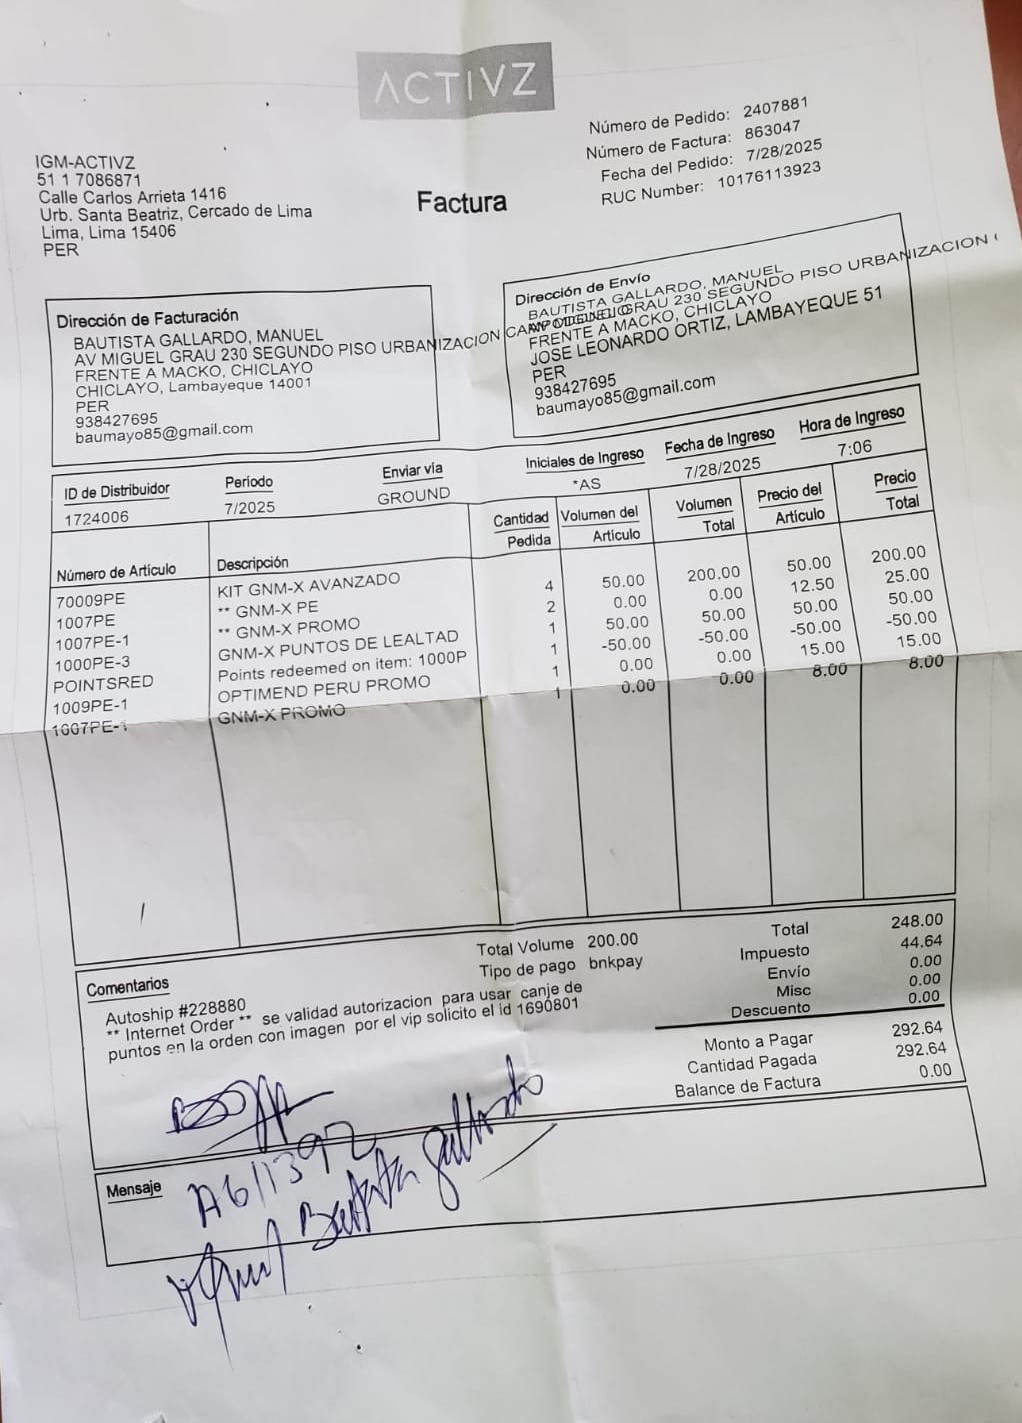 ACTIVZ
Número de Pedido: 2407881
Número de Factura: 863047
Fecha del Pedido: 7/28/2025
RUC Number: 10176113923
IGM-ACTIVZ
51 1 7086871
Calle Carlos Arrieta 1416
Urb. Santa Beatriz, Cercado de Lima
Lima, Lima 15406
PER
Factura
Dirección de Facturación
BAUTISTA GALLARDO, MANUEL
AV MIGUEL GRAU 230 SEGUNDO PISO URBANIZACION
FRENTE A MACKO, CHICLAYO
CHICLAYO, Lambayeque 14001
PER
938427695
baumayo85@gmail.com
Dirección de Envío
BAUTISTA GALLARDO, MANUEL
GRAU 230 SEGUNDO PISO URBANIZACION
FRENTE A MACKO, CHICLAYO
JOSE LEONARDO ORTIZ, LAMBAYEQUE 51
PER
938427695
baumayo85@gmail.com
ID de Distribuidor Período Enviar vía Iniciales de Ingreso Fecha de Ingreso Hora de Ingreso
1724006 7/2025 GROUND *AS 7/28/2025 7:06
Número de Artículo Descripción Cantidad Pedida Volumen del Artículo Volumen Total Precio del Artículo Precio Total
70009PE KIT GNM-X AVANZADO 4 50.00 200.00 50.00 200.00
1007PE ** GNM-X PE 2 0.00 0.00 12.50 25.00
1007PE-1 ** GNM-X PROMO 1 50.00 50.00 50.00 50.00
1000PE-3 GNM-X PUNTOS DE LEALTAD 1 -50.00 -50.00 -50.00 -50.00
POINTSRED Points redeemed on item: 1000P 1 0.00 0.00 15.00 15.00
1009PE-1 OPTIMEND PERU PROMO 1 0.00 0.00 8.00 8.00
1007PE-1 GNM-X PROMO
Total Volume 200.00
Tipo de pago bnkpay
Total 248.00
Impuesto 44.64
Envío 0.00
Misc 0.00
Descuento 0.00
Monto a Pagar 292.64
Cantidad Pagada 292.64
Balance de Factura 0.00
Comentarios
Autoship #228880
** Internet Order ** se validad autorizacion para usar canje de
puntos en la orden con imagen por el vip solicito el id 1690801
Mensaje
A611392
Bautista Gallardo